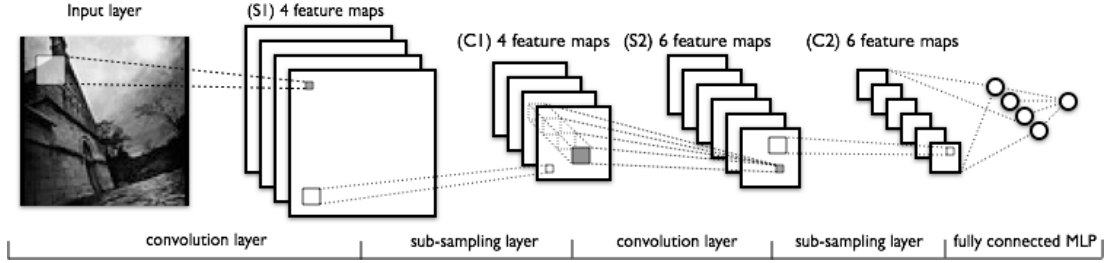 Input layer
(S1) 4 feature maps
(C1) 4 feature maps
(S2) 6 feature maps
(C2) 6 feature maps
convolution layer
sub-sampling layer
convolution layer
sub-sampling layer
fully connected MLP